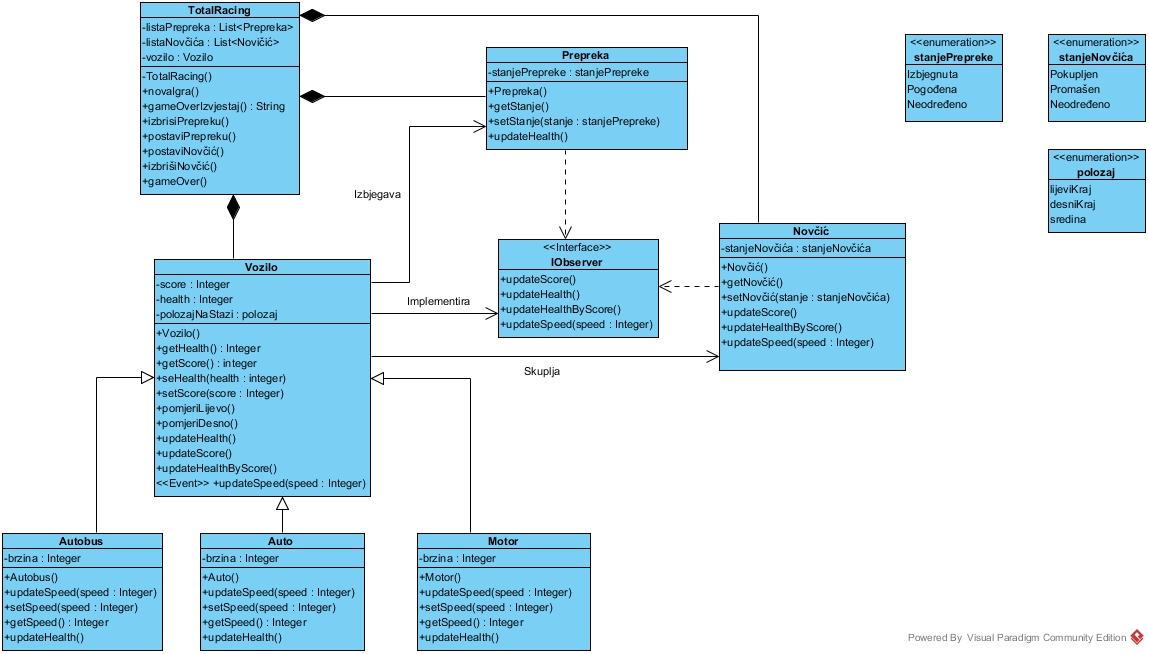 TotalRacing
-listaPrepreka : List<Prepreka>
-listaNovčića : List<Novičić>
-vozilo : Vozilo
-TotalRacing()
+novaIgra()
+gameOverIzvjestaj() : String
+izbrisiPrepreku()
+postaviPrepreku()
+postaviNovčić()
+izbrišiNovčić()
+gameOver()
Prepreka
-stanjePrepreke : stanjePrepreke
+Prepreka()
+getStanje()
+setStanje(stanje : stanjePrepreke)
+updateHealth()
<<enumeration>>
stanjePrepreke
Izbjegnuta
Pogođena
Neodređeno
<<enumeration>>
stanjeNovčića
Pokupljen
Promašen
Neodređeno
<<enumeration>>
polozaj
lijeviKraj
desniKraj
sredina
Izbjegava
<<Interface>>
IObserver
+updateScore()
+updateHealth()
+updateHealthByScore()
+updateSpeed(speed : Integer)
Novčić
-stanjeNovčića : stanjeNovčića
+Novčić()
+getNovčić()
+setNovčić(stanje : stanjeNovčića)
+updateScore()
+updateHealthByScore()
+updateSpeed(speed : Integer)
Implementira
Skuplja
Vozilo
-score : Integer
-health : Integer
-polozajNaStazi : polozaj
+Vozilo()
+getHealth() : Integer
+getScore() : integer
+seHealth(health : integer)
+setScore(score : Integer)
+pomjeriLijevo()
+pomjeriDesno()
+updateHealth()
+updateScore()
+updateHealthByScore()
<<Event>> +updateSpeed(speed : Integer)
Autobus
-brzina : Integer
+Autobus()
+updateSpeed(speed : Integer)
+setSpeed(speed : Integer)
+getSpeed() : Integer
+updateHealth()
Auto
-brzina : Integer
+Auto()
+updateSpeed(speed : Integer)
+setSpeed(speed : Integer)
+getSpeed() : Integer
+updateHealth()
Motor
-brzina : Integer
+Motor()
+updateSpeed(speed : Integer)
+setSpeed(speed : Integer)
+getSpeed() : Integer
+updateHealth()
Powered By Visual Paradigm Community Edition